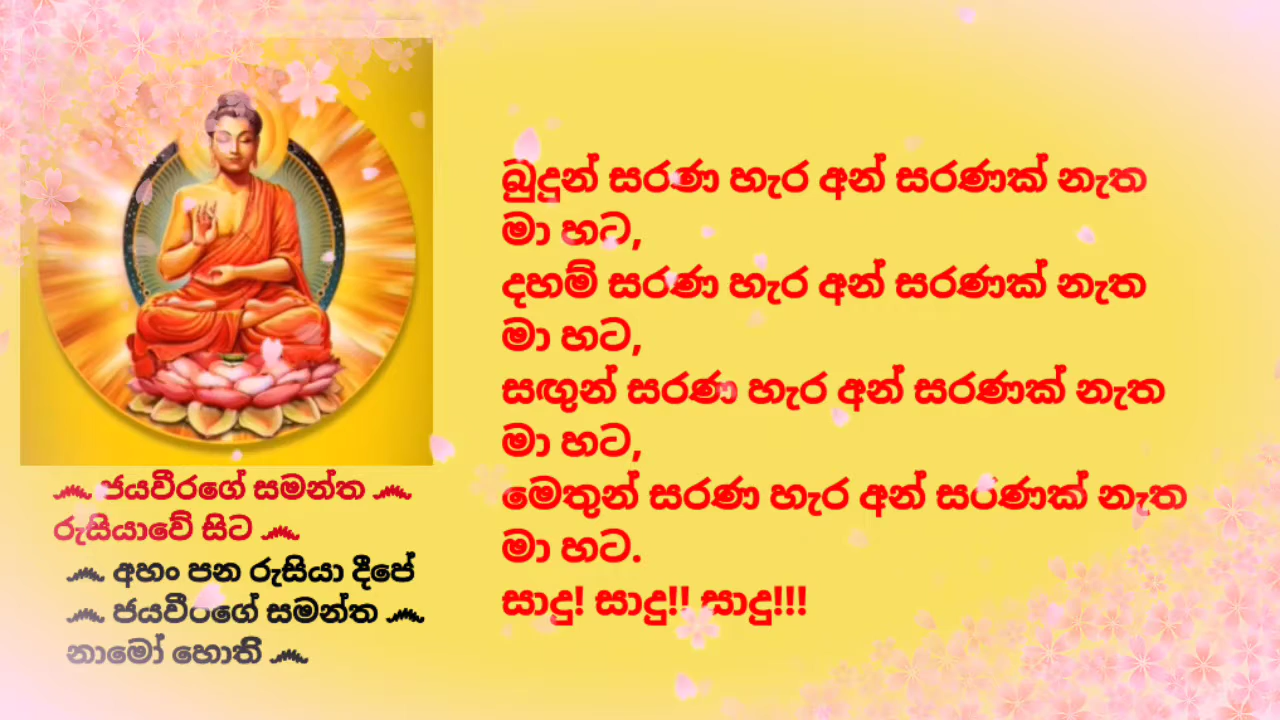 බුදුන් සරණ හැර අන් සරණක් නැත
මා හට,
දහම් සරණ හැර අන් සරණක් නැත
මා හට,
සඟුන් සරණ හැර අන් සරණක් නැත
මා හට,
මෙතුන් සරණ හැර අන් සරණක් නැත
මා හට.
සාදු! සාදු!! සාදු!!!
෴ ජයවීරගේ සමන්ත ෴
රුසියාවේ සිට ෴
෴ අහං පන රුසියා දීපේ
෴ ජයවීරගේ සමන්ත ෴
නාමෝ හොති ෴